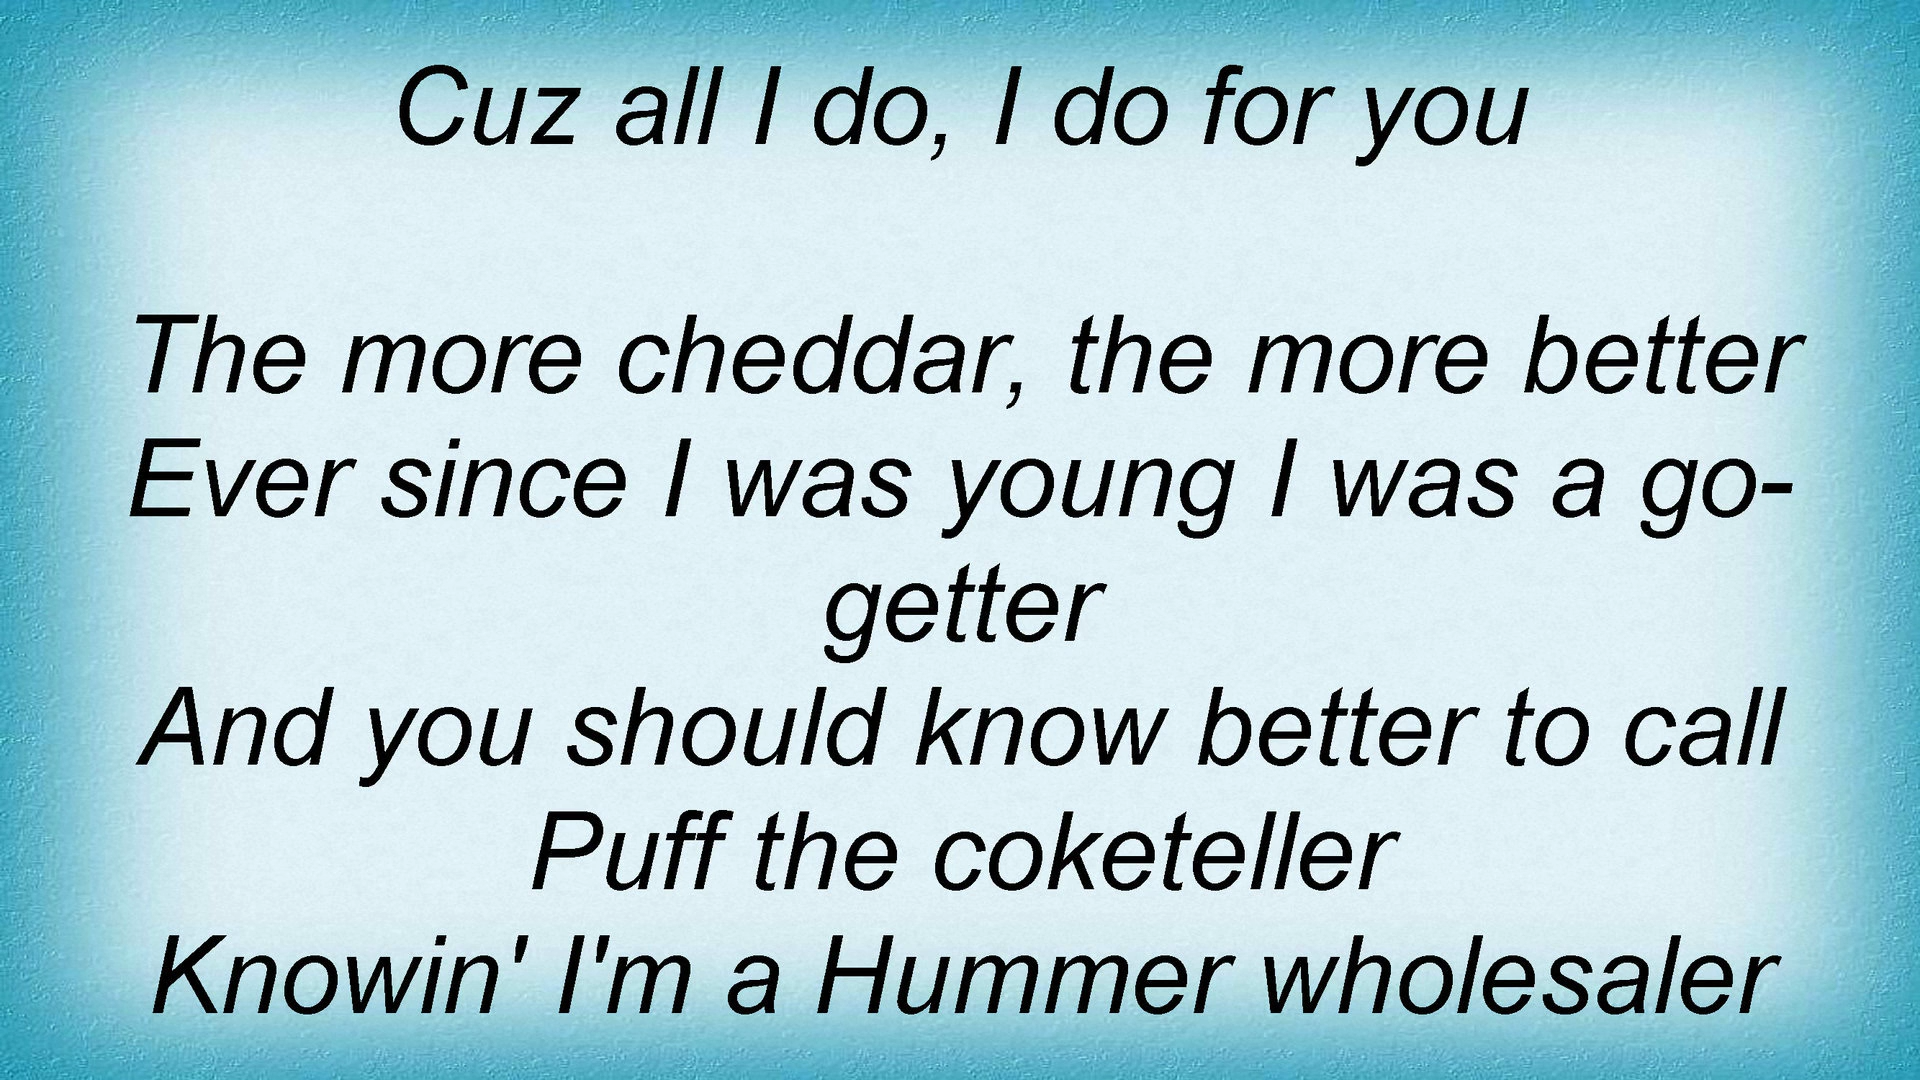 Cuz all I do, I do for you
The more cheddar, the more better
Ever since I was young I was a go-
getter
And you should know better to call
Puff the coketeller
Knowin' I'm a Hummer wholesaler